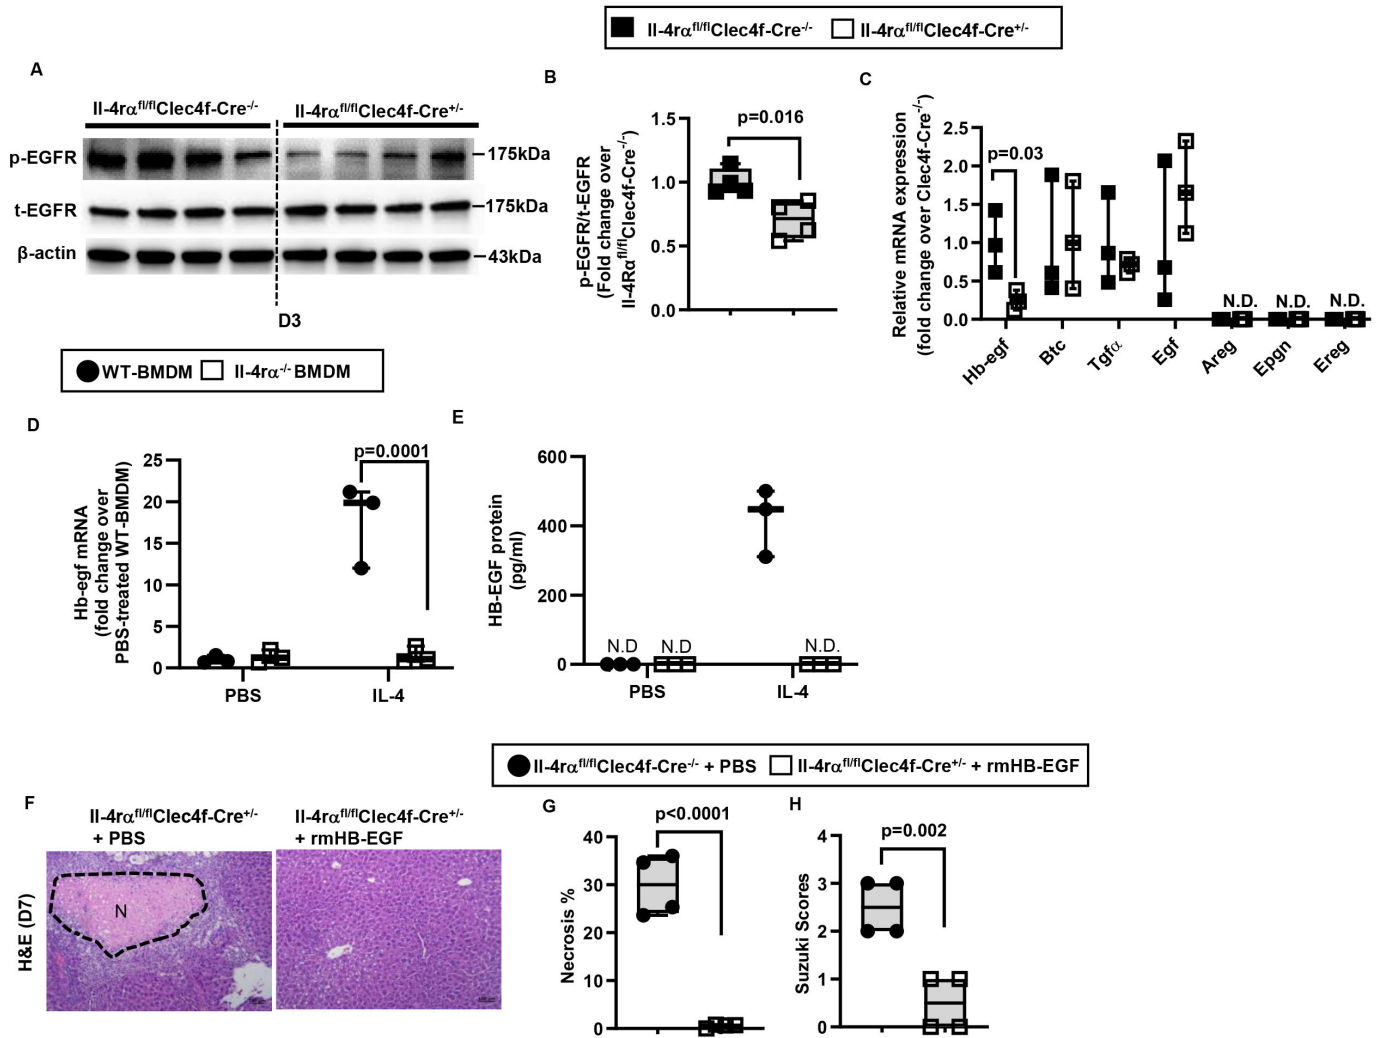 Il-4rα^fl/fl Clec4f-Cre^-/- Il-4rα^fl/fl Clec4f-Cre^+/-
A
Il-4rα^fl/fl Clec4f-Cre^-/- Il-4rα^fl/fl Clec4f-Cre^+/-
p-EGFR
175kDa
t-EGFR
175kDa
β-actin
43kDa
D3
B
p-EGFR/t-EGFR
(Fold change over
Il-4Rα^fl/fl Clec4f-Cre^-/-)
1.5
1.0
0.5
0.0
p=0.016
C
Relative mRNA expression
(fold change over Clec4f-Cre^-/-)
2.5
2.0
1.5
1.0
0.5
0.0
p=0.03
N.D. N.D. N.D.
Hb-egf Btc Tgfα Egf Areg Epgn Ereg
WT-BMDM Il-4rα^-/- BMDM
D
Hb-egf mRNA
(fold change over
PBS-treated WT-BMDM)
25
20
15
10
5
0
p=0.0001
PBS IL-4
E
HB-EGF protein
(pg/ml)
600
400
200
0
N.D N.D N.D.
PBS IL-4
Il-4rα^fl/fl Clec4f-Cre^-/- + PBS Il-4rα^fl/fl Clec4f-Cre^+/- + rmHB-EGF
F
Il-4rα^fl/fl Clec4f-Cre^+/-
+ PBS
Il-4rα^fl/fl Clec4f-Cre^+/-
+ rmHB-EGF
H&E (D7)
N
G
Necrosis %
40
30
20
10
0
p<0.0001
H
Suzuki Scores
4
3
2
1
0
p=0.002